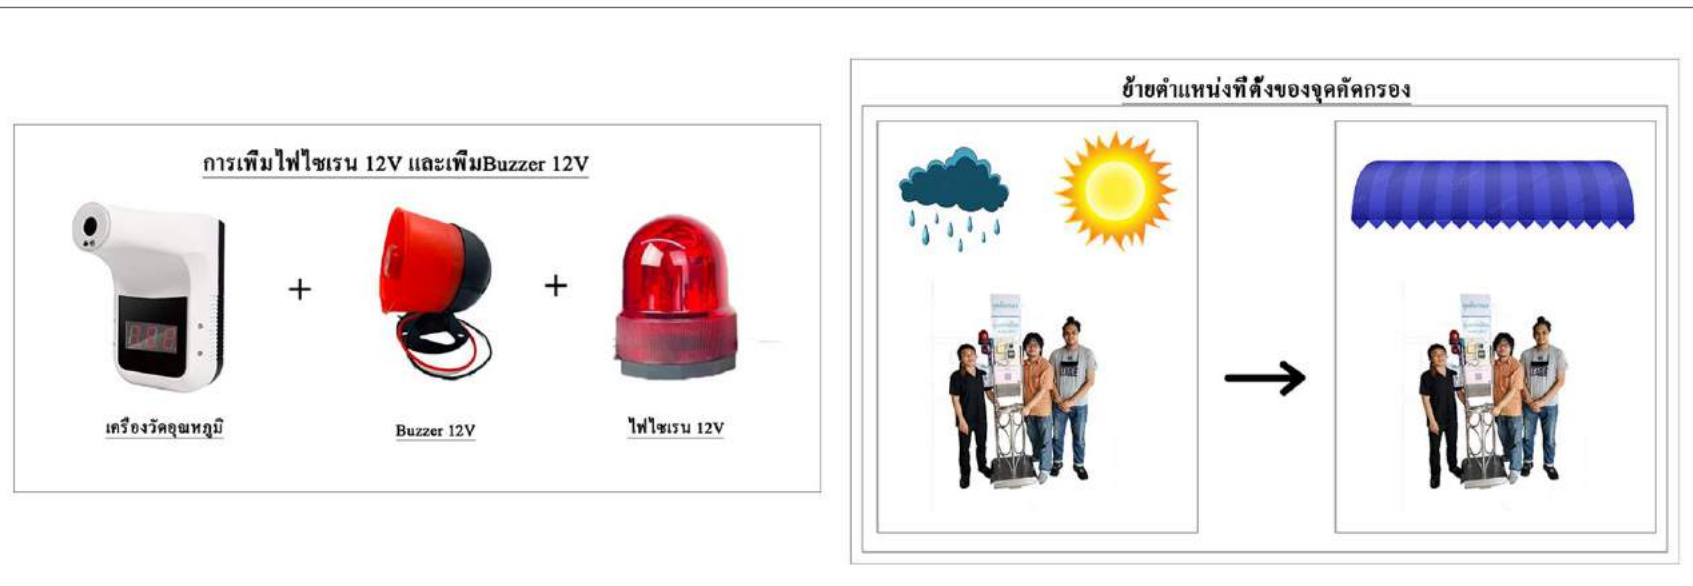 การเพิ่มไฟไซเรน 12V และเพิ่มBuzzer 12V
เครื่องวัดอุณหภูมิ
Buzzer 12V
ไฟไซเรน 12V
ย้ายตำแหน่งที่ตั้งของจุดคัดกรอง